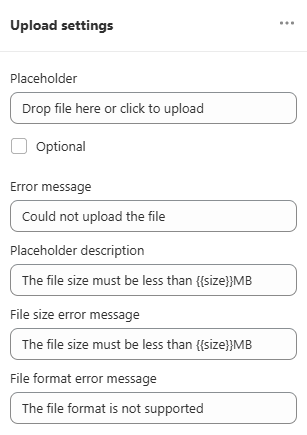 Upload settings
Placeholder
Drop file here or click to upload
Optional
Error message
Could not upload the file
Placeholder description
The file size must be less than {{size}}MB
File size error message
The file size must be less than {{size}}MB
File format error message
The file format is not supported